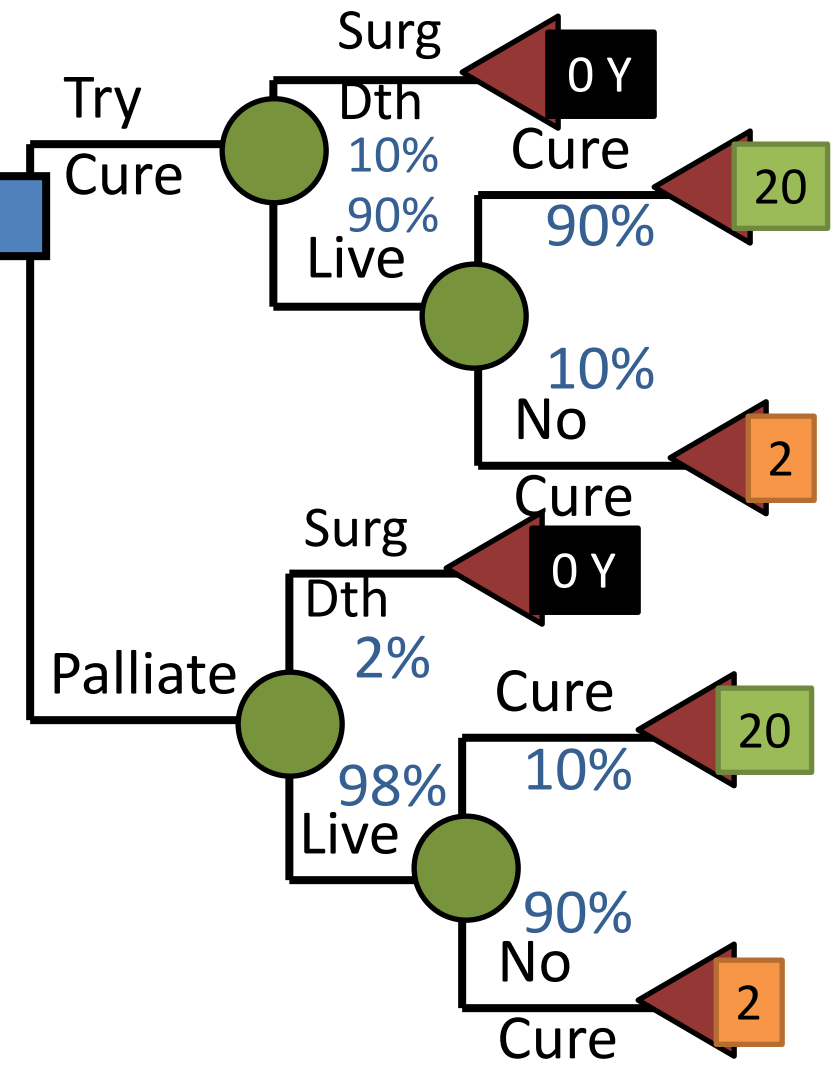 Surg
0 Y
Try
Dth
Cure
10%
Cure
20
90%
90%
Live
10%
No
2
Cure
Surg
0 Y
Dth
2%
Palliate
Cure
20
10%
98%
Live
90%
No
2
Cure